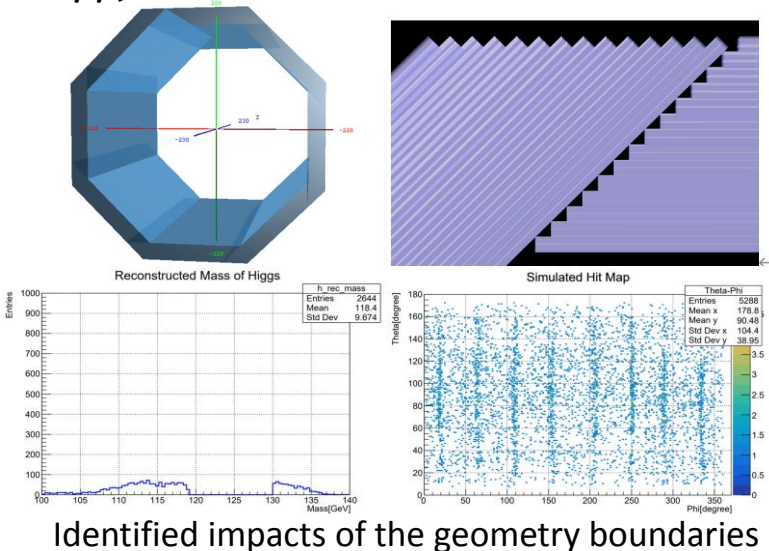 228
-228
230 Z
-230
-228
-228
Reconstructed Mass of Higgs
Entries
h_rec_mass
Entries 2644
Mean 118.4
Std Dev 9.674
1000
900
800
700
600
500
400
300
200
100
0
100 105 110 115 120 125 130 135 140
Mass[GeV]
Simulated Hit Map
Theta[degree]
Theta-Phi
Entries 5288
Mean x 178.8
Mean y 90.48
Std Dev x 104.4
Std Dev y 38.95
180
160
140
120
100
80
60
40
20
0
0 50 100 150 200 250 300 350
Phi[degree]
3.5
3
2.5
2
1.5
1
0.5
0
Identified impacts of the geometry boundaries